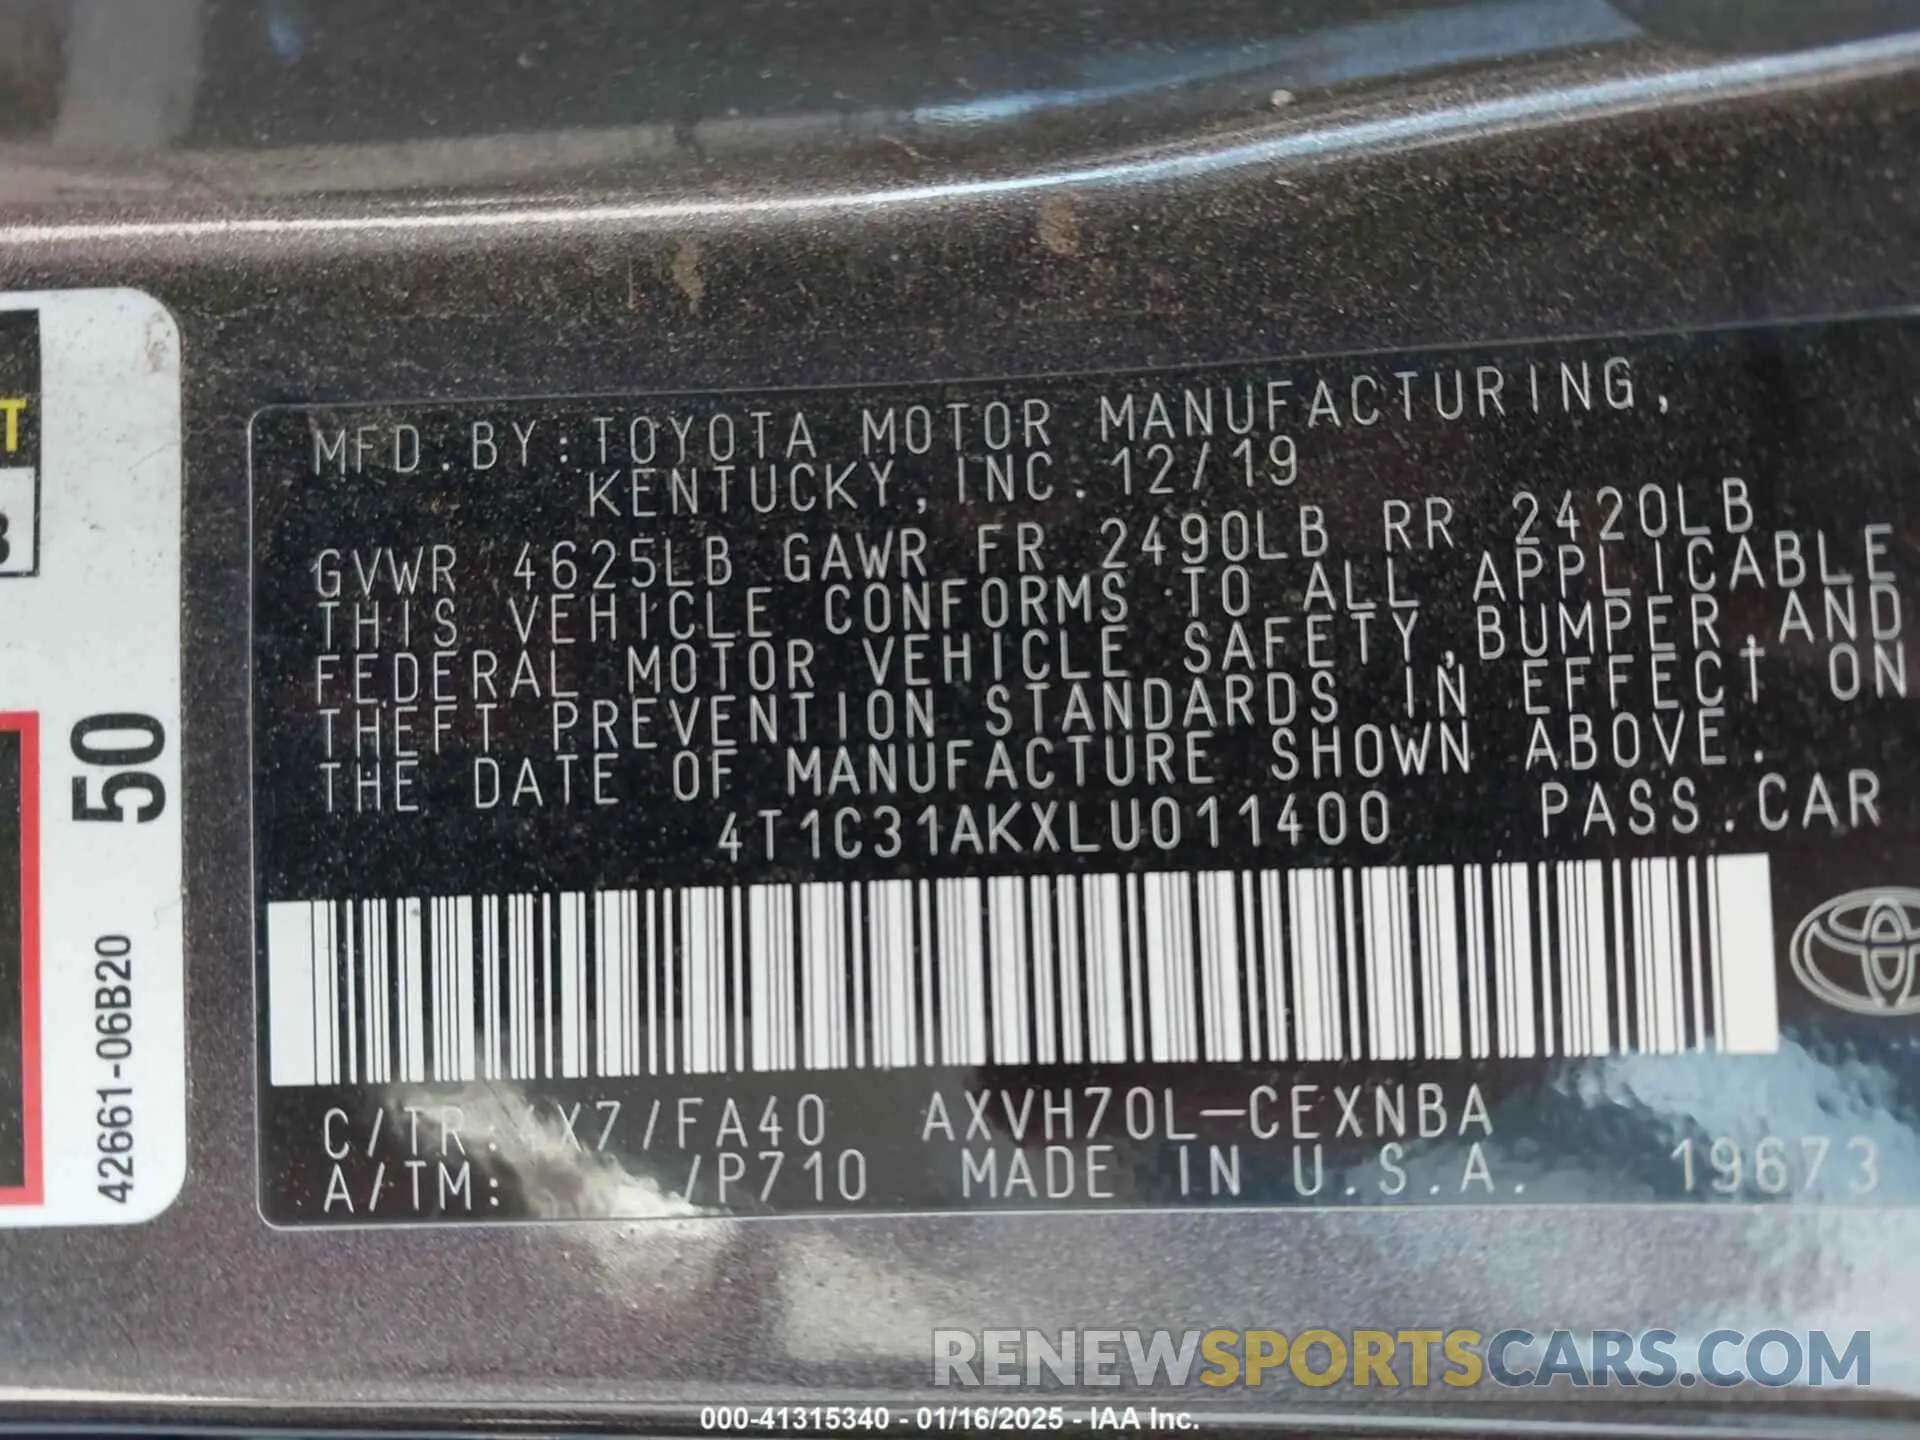 T
3
50
42661-06B20
MFD.BY:TOYOTA MOTOR MANUFACTURING,
KENTUCKY, INC. 12/19
GVWR 4625LB GAWR FR 2490LB RR 2420LB
THIS VEHICLE CONFORMS TO ALL APPLICABLE
FEDERAL MOTOR VEHICLE SAFETY,BUMPER,AND
THEFT PREVENTION STANDARDS IN EFFECT ON
THE DATE OF MANUFACTURE SHOWN ABOVE.
4T1C31AKXLU011400 PASS.CAR
C/TR: 4X7/FA40 AXVH70L-CEXNBA
A/TM: /P710 MADE IN U.S.A. 19673
RENEWSPORTSCARS.COM
000-41315340 - 01/16/2025 - IAA Inc.